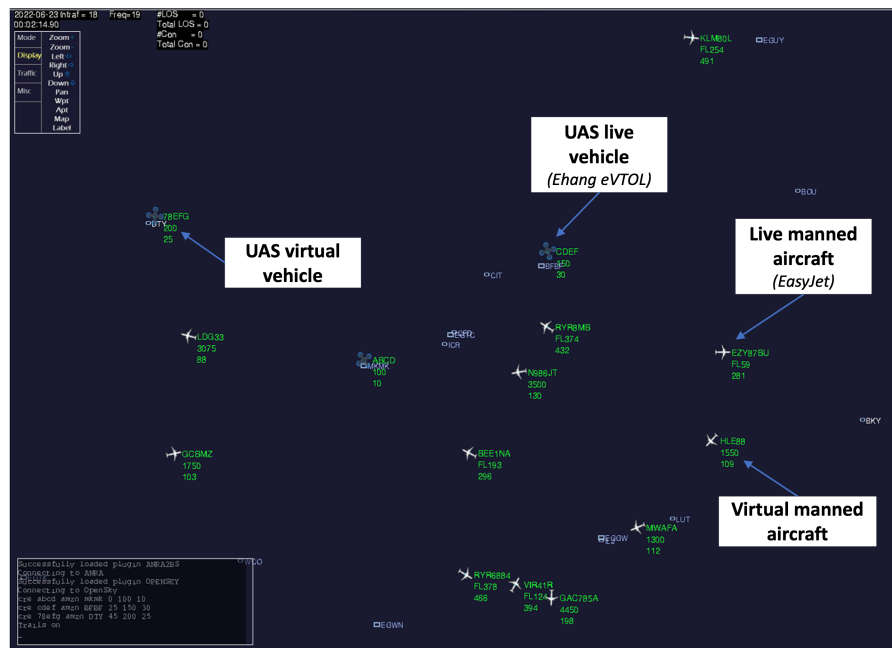 2022-06-23 Intraf = 18 Freq=19
00:02:14.90
#LOS = 0
Total LOS = 0
#Con = 0
Total Con = 0
Mode
Display
Traffic
Misc
Zoom +
Zoom -
Left
Right
Up
Down
Pan
Wpt
Apt
Map
Label
KLM80L
FL254
491
EGUY
UAS live
vehicle
(Ehang eVTOL)
BOU
78EFG
200
25
DTY
UAS virtual
vehicle
CDEF
150
30
BFBF
CIT
Live manned
aircraft
(EasyJet)
LDG33
3075
88
ABCD
100
10
MKMK
RYR8MB
FL374
432
N986JT
3500
130
EZY87BU
FL59
281
BKY
GCBMZ
1750
103
BEE1NA
FL193
296
HLE88
1550
109
Virtual manned
aircraft
MWAFA
1300
112
LUT
EGGW
WCO
Successfully loaded plugin ANRA2BS
Connecting to ANRA
Successfully loaded plugin OPENSKY
Connecting to OpenSky
cre abcd amzn mkmk 0 100 10
cre cdef amzn BFBF 25 150 30
cre 78efg amzn DTY 45 200 25
Trails on
RYR6884
FL378
466
VIR41R
FL124
394
GAC785A
4450
198
EGWN